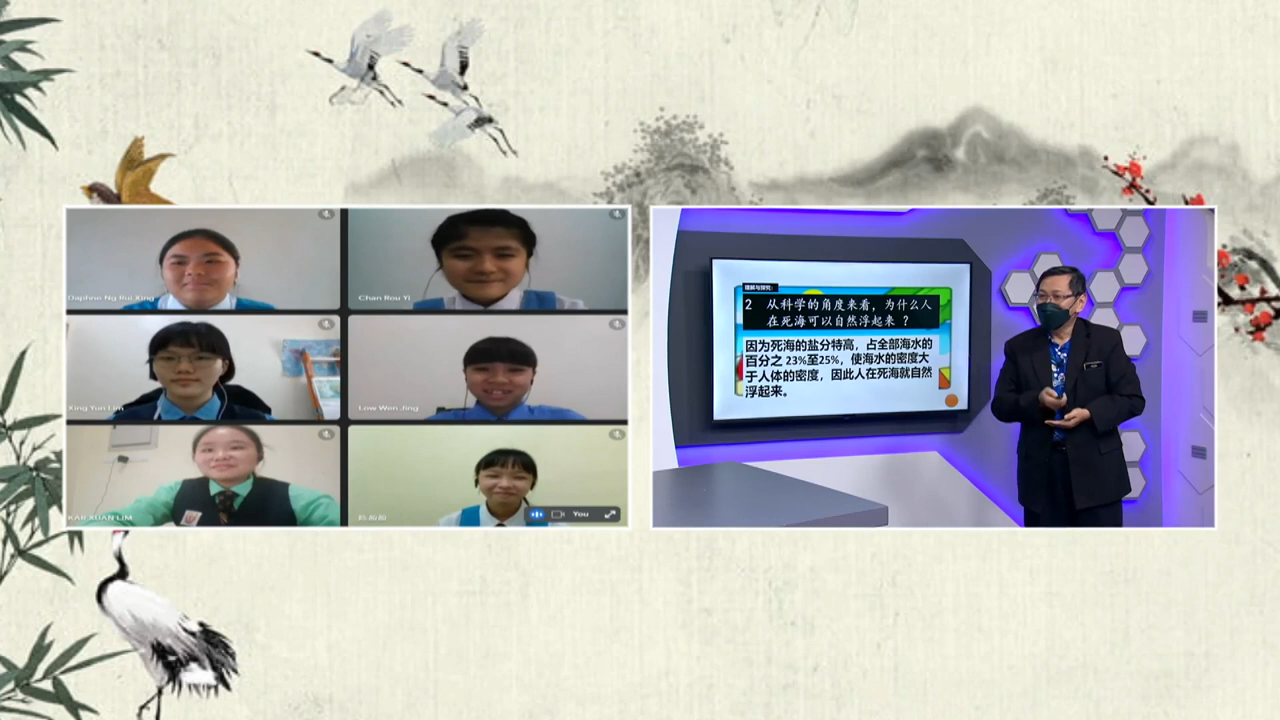 Daphne Ng Rui Xing
Chan Rou Yi
Xing Yun Lim
Low Wen Jing
KAR XUAN LIM
You
理解与探究:
2 从科学的角度来看，为什么人
在死海可以自然浮起来 ？
因为死海的盐分特高，占全部海水的
百分之 23%至25%，使海水的密度大
于人体的密度，因此人在死海就自然
浮起来。